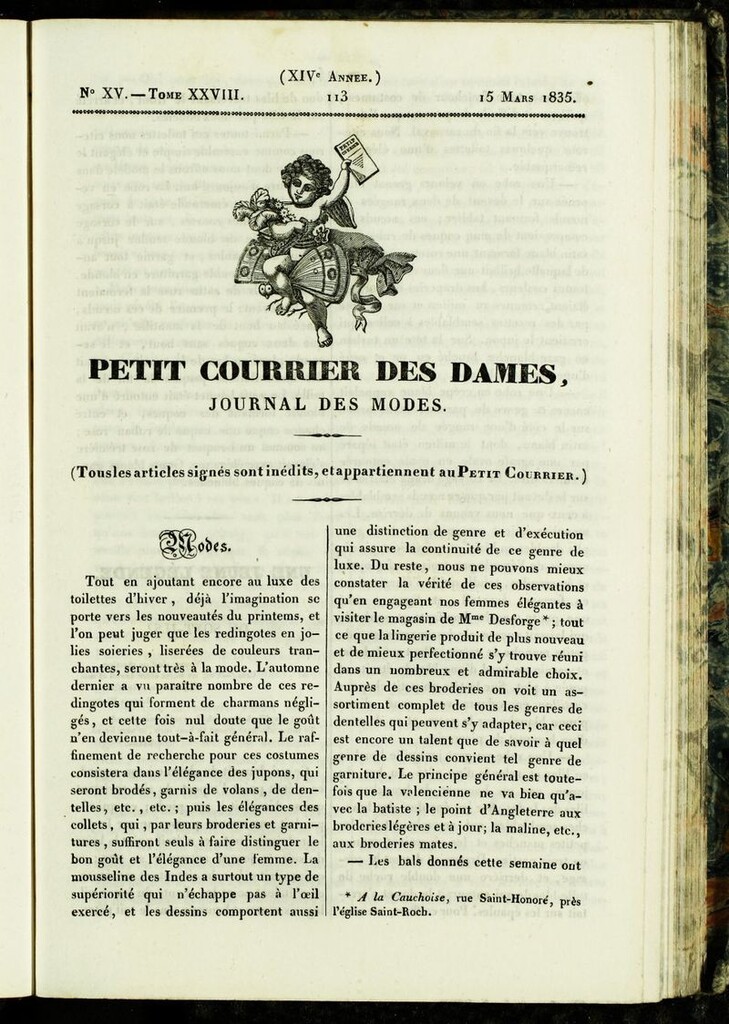 (XIVe ANNEE.)
No XV. — TOME XXVIII. 113 15 MARS 1835.
PETIT COURRIER DES DAMES,
JOURNAL DES MODES.
(Tousles articles signés sont inédits, et appartiennent au PETIT COURRIER.)
Modes.
Tout en ajoutant encore au luxe des
toilettes d'hiver, déjà l'imagination se
porte vers les nouveautés du printems, et
l'on peut juger que les redingotes en jo-
lies soieries, liserées de couleurs tran-
chantes, seront très à la mode. L'automne
dernier a vu paraître nombre de ces re-
dingotes qui forment de charmans négli-
gés, et cette fois nul doute que le goût
n'en devienne tout-à-fait général. Le raf-
finement de recherche pour ces costumes
consistera dans l'élégance des jupons, qui
seront brodés, garnis de volans, de den-
telles, etc., etc. ; puis les élégances des
collets, qui, par leurs broderies et garni-
tures, suffiront seuls à faire distinguer le
bon goût et l'élégance d'une femme. La
mousseline des Indes a surtout un type de
supériorité qui n'échappe pas à l'œil
exercé, et les dessins comportent aussi
une distinction de genre et d'exécution
qui assure la continuité de ce genre de
luxe. Du reste, nous ne pouvons mieux
constater la vérité de ces observations
qu'en engageant nos femmes élégantes à
visiter le magasin de Mme Desforge * ; tout
ce que la lingerie produit de plus nouveau
et de mieux perfectionné s'y trouve réuni
dans un nombreux et admirable choix.
Auprès de ces broderies on voit un as-
sortiment complet de tous les genres de
dentelles qui peuvent s'y adapter, car ceci
est encore un talent que de savoir à quel
genre de dessins convient tel genre de
garniture. Le principe général est toute-
fois que la valencienne ne va bien qu'a-
vec la batiste ; le point d'Angleterre aux
broderies légères et à jour; la maline, etc.,
aux broderies mates.
— Les bals donnés cette semaine ont
* A la Cauchoise, rue Saint-Honoré, près
l'église Saint-Roch.